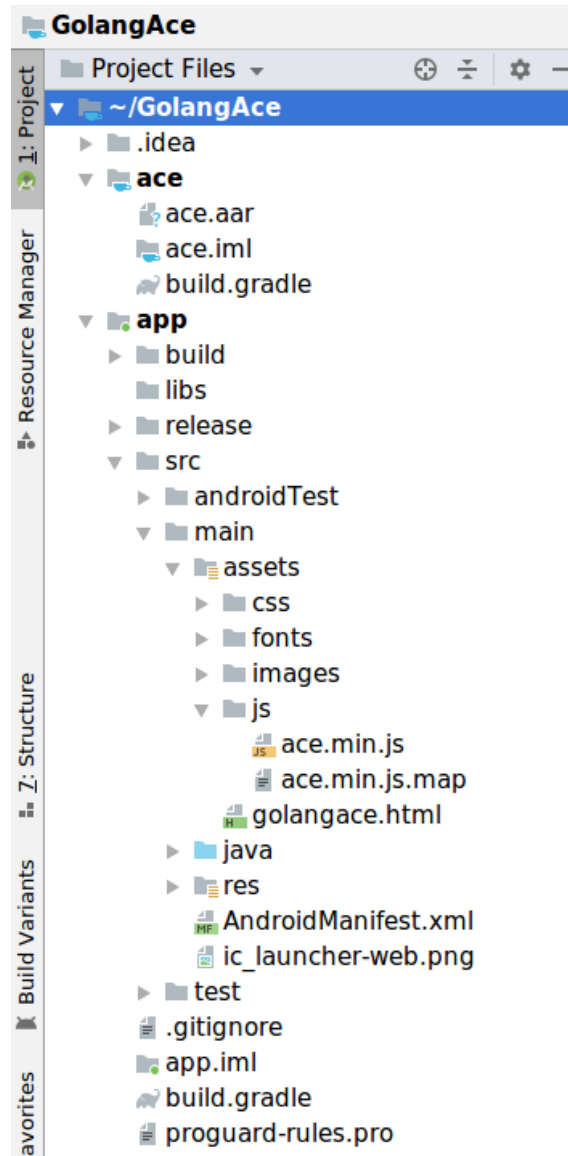 GolangAce
Project Files
~/GolangAce
.idea
ace
ace.aar
ace.iml
build.gradle
app
build
libs
release
src
androidTest
main
assets
css
fonts
images
js
ace.min.js
ace.min.js.map
golangace.html
java
res
AndroidManifest.xml
ic_launcher-web.png
test
.gitignore
app.iml
build.gradle
proguard-rules.pro
1: Project
Resource Manager
7: Structure
Build Variants
avorites